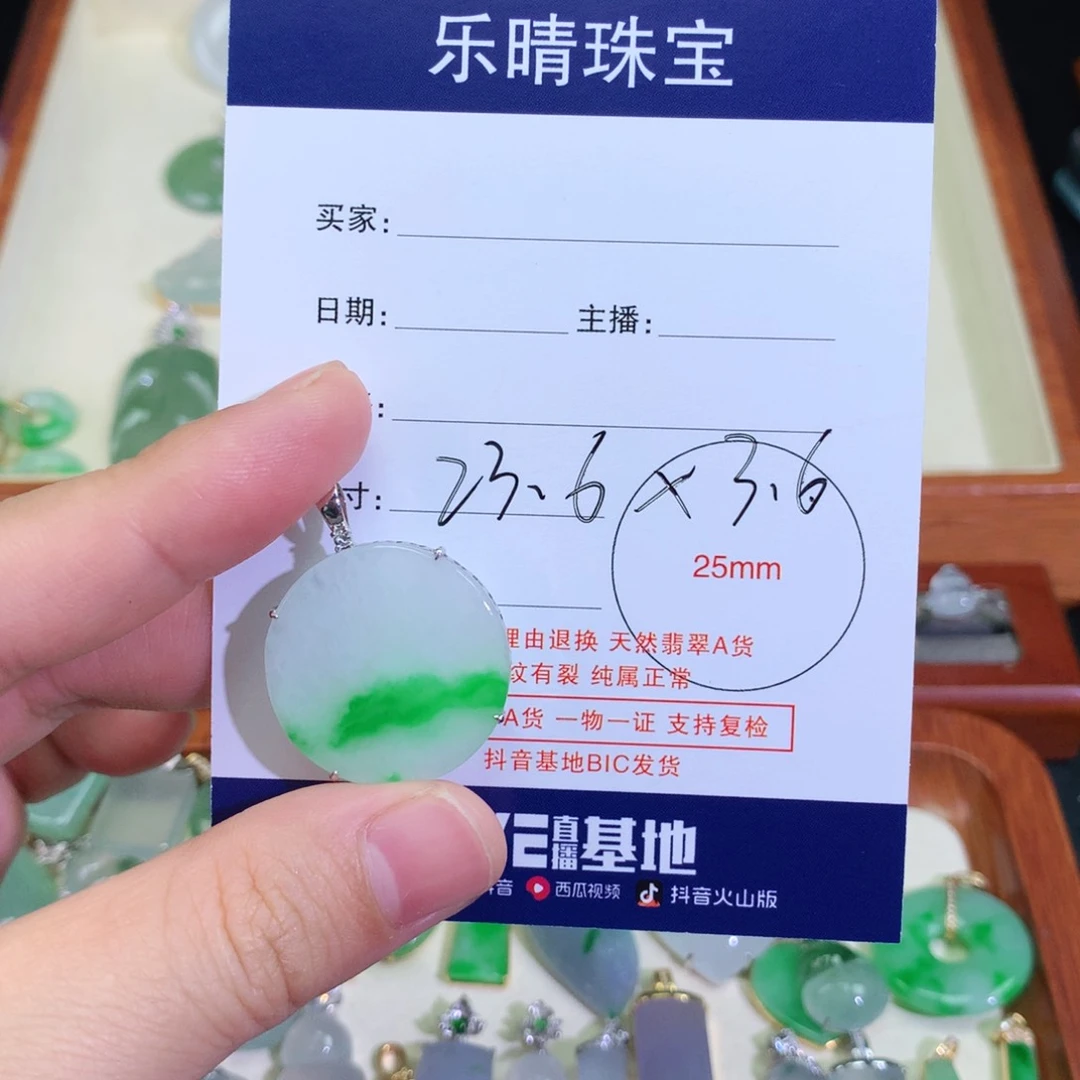 乐晴珠宝
买家:
日期: 主播:
:
寸: 23.6 × 3.6
25mm
理由退换 天然翡翠A货
纹有裂 纯属正常
A货 一物一证 支持复检
抖音基地BIC发货
直播基地
音 西瓜视频 抖音火山版